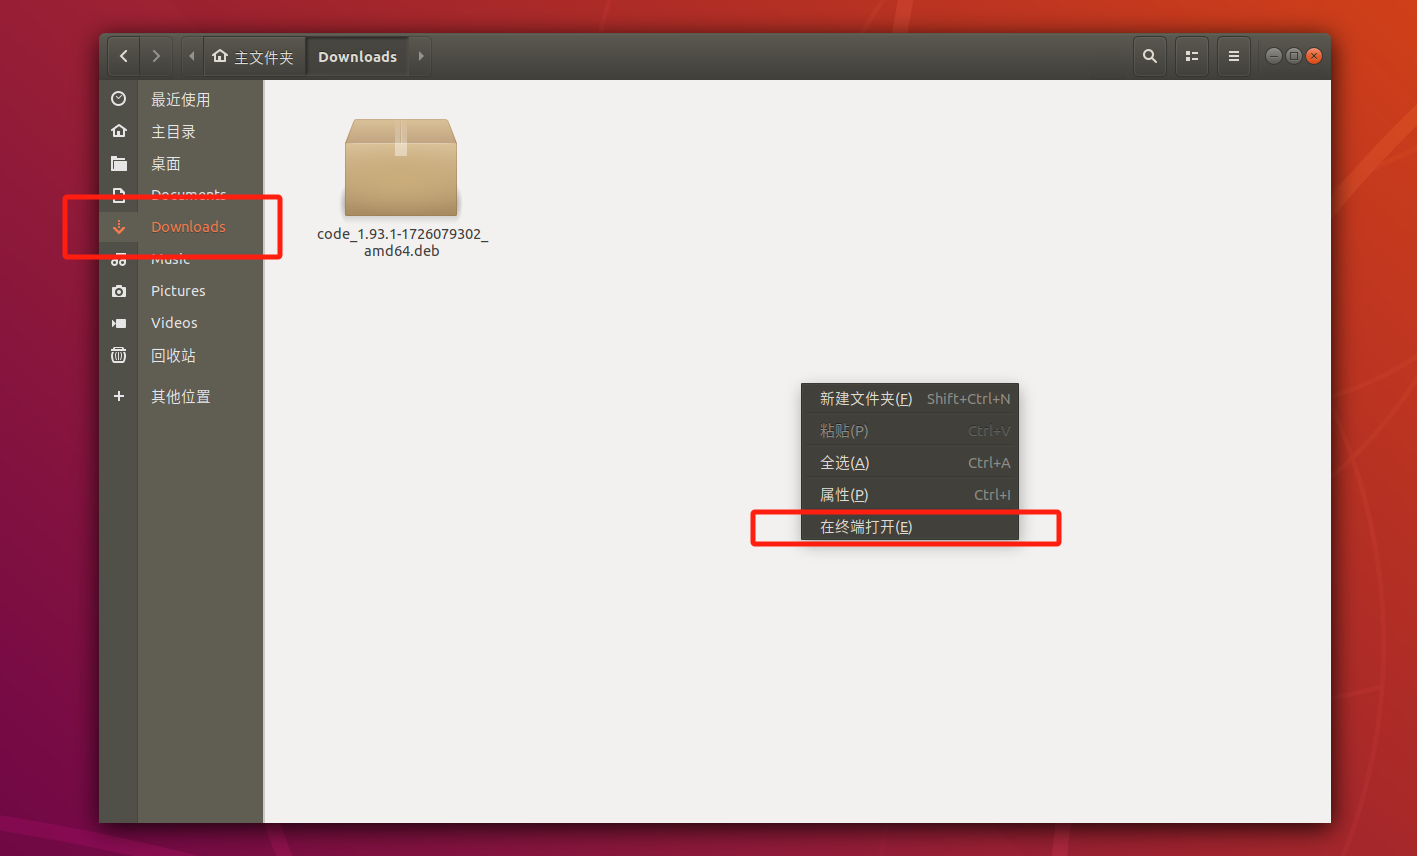 主文件夹
Downloads
最近使用
主目录
桌面
Documents
Downloads
Music
Pictures
Videos
回收站
其他位置
code_1.93.1-1726079302_
amd64.deb
新建文件夹(F) Shift+Ctrl+N
粘贴(P) Ctrl+V
全选(A) Ctrl+A
属性(P) Ctrl+I
在终端打开(E)